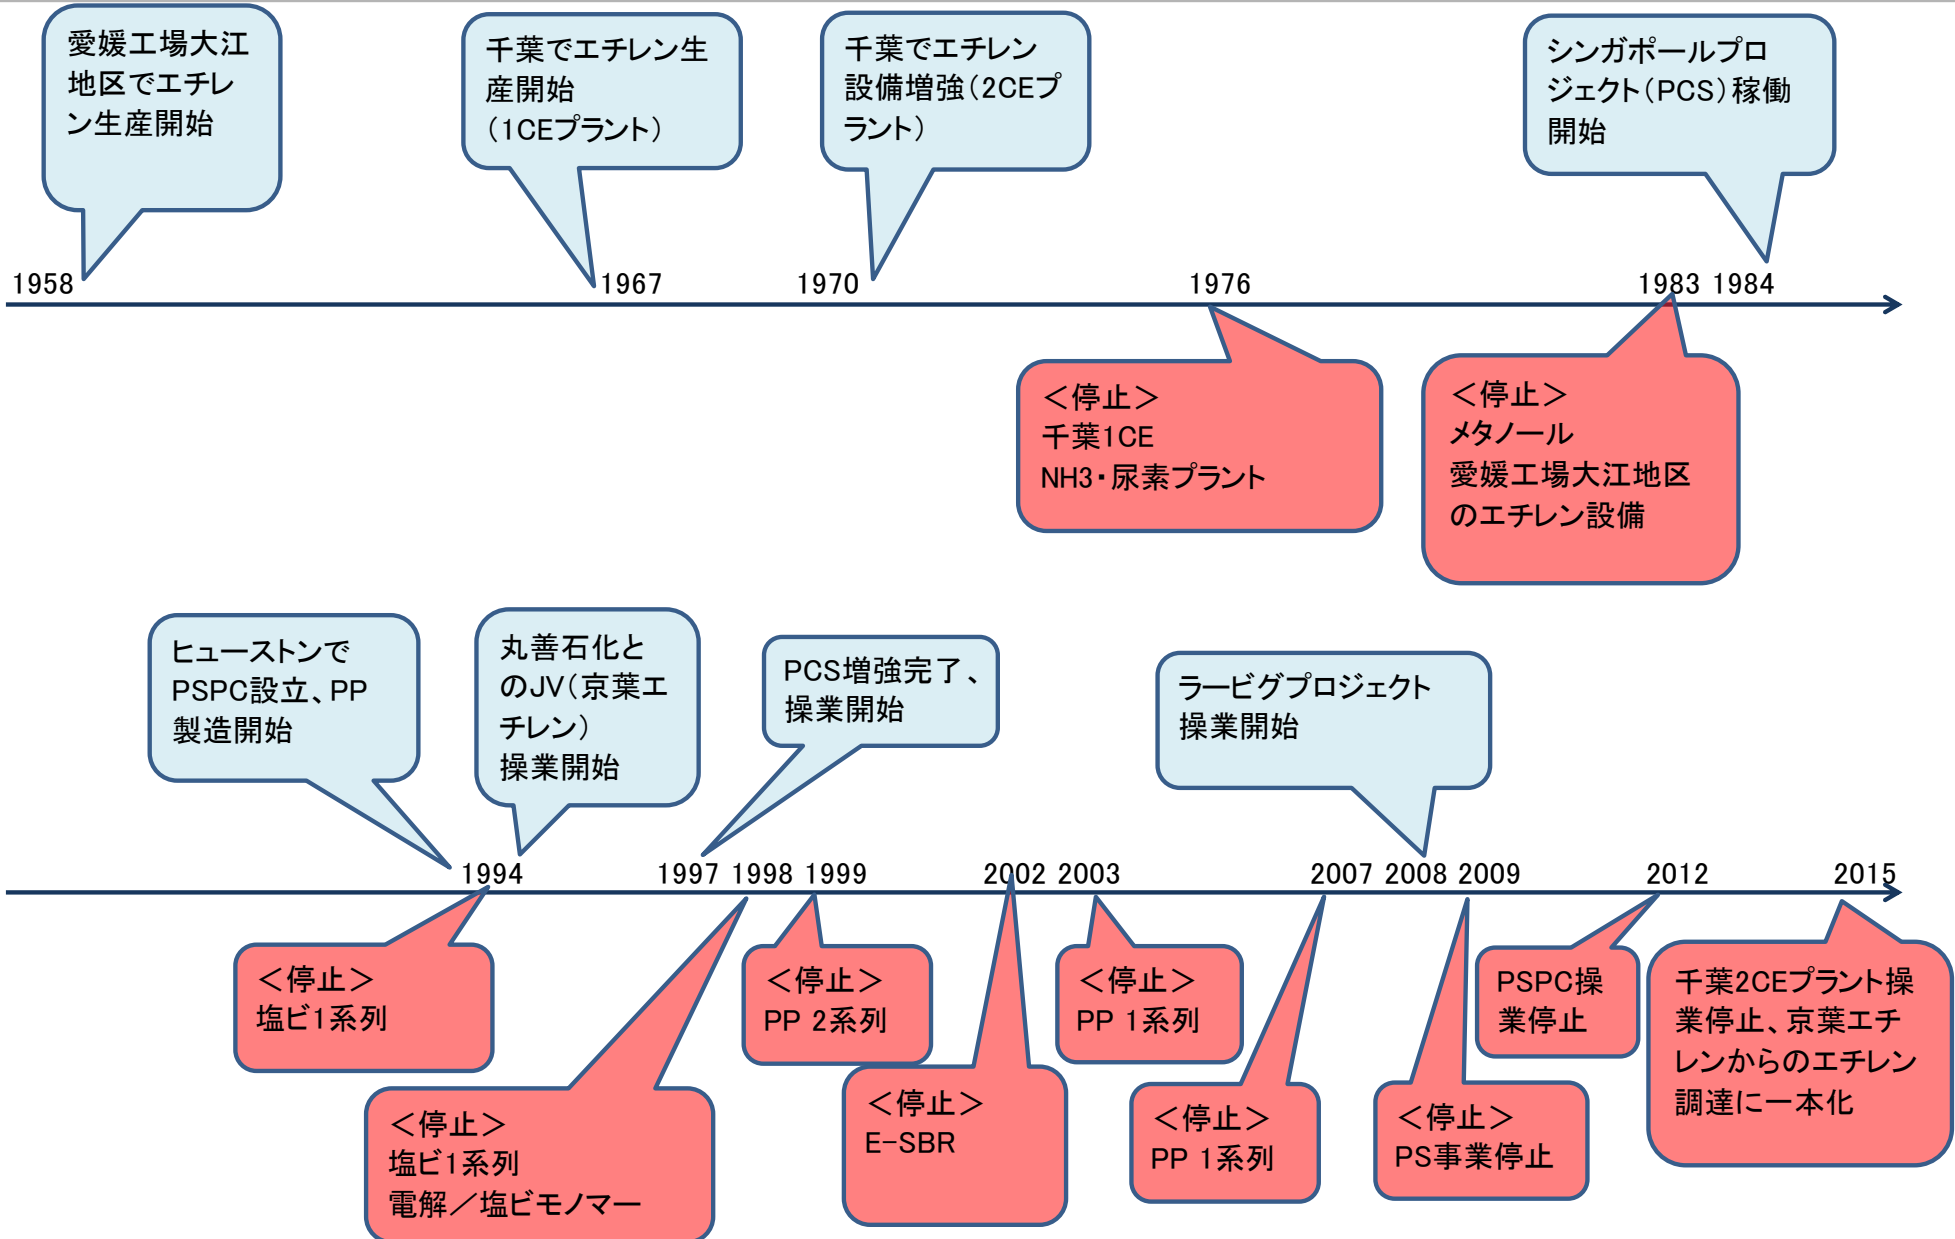 愛媛工場大江
地区でエチレ
ン生産開始
千葉でエチレン生
産開始
（1CEプラント）
千葉でエチレン
設備増強（2CEプ
ラント）
シンガポールプロ
ジェクト（PCS）稼働
開始
1958
1967
1970
1976
1983
1984
＜停止＞
千葉1CE
NH3・尿素プラント
＜停止＞
メタノール
愛媛工場大江地区
のエチレン設備
ヒューストンで
PSPC設立、PP
製造開始
丸善石化と
のJV（京葉エ
チレン）
操業開始
PCS増強完了、
操業開始
ラービグプロジェクト
操業開始
1994
1997
1998
1999
2002
2003
2007
2008
2009
2012
2015
＜停止＞
塩ビ1系列
＜停止＞
塩ビ1系列
電解／塩ビモノマー
＜停止＞
PP 2系列
＜停止＞
E-SBR
＜停止＞
PP 1系列
＜停止＞
PP 1系列
＜停止＞
PS事業停止
PSPC操
業停止
千葉2CEプラント操
業停止、京葉エチ
レンからのエチレン
調達に一本化